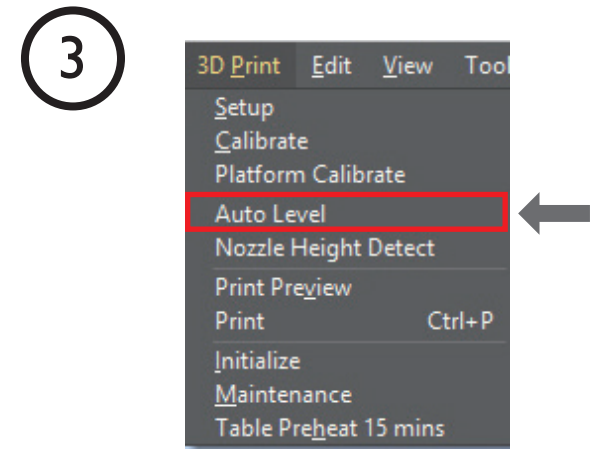 3
3D Print Edit View Tool
Setup
Calibrate
Platform Calibrate
Auto Level
Nozzle Height Detect
Print Preview
Print Ctrl+P
Initialize
Maintenance
Table Preheat 15 mins